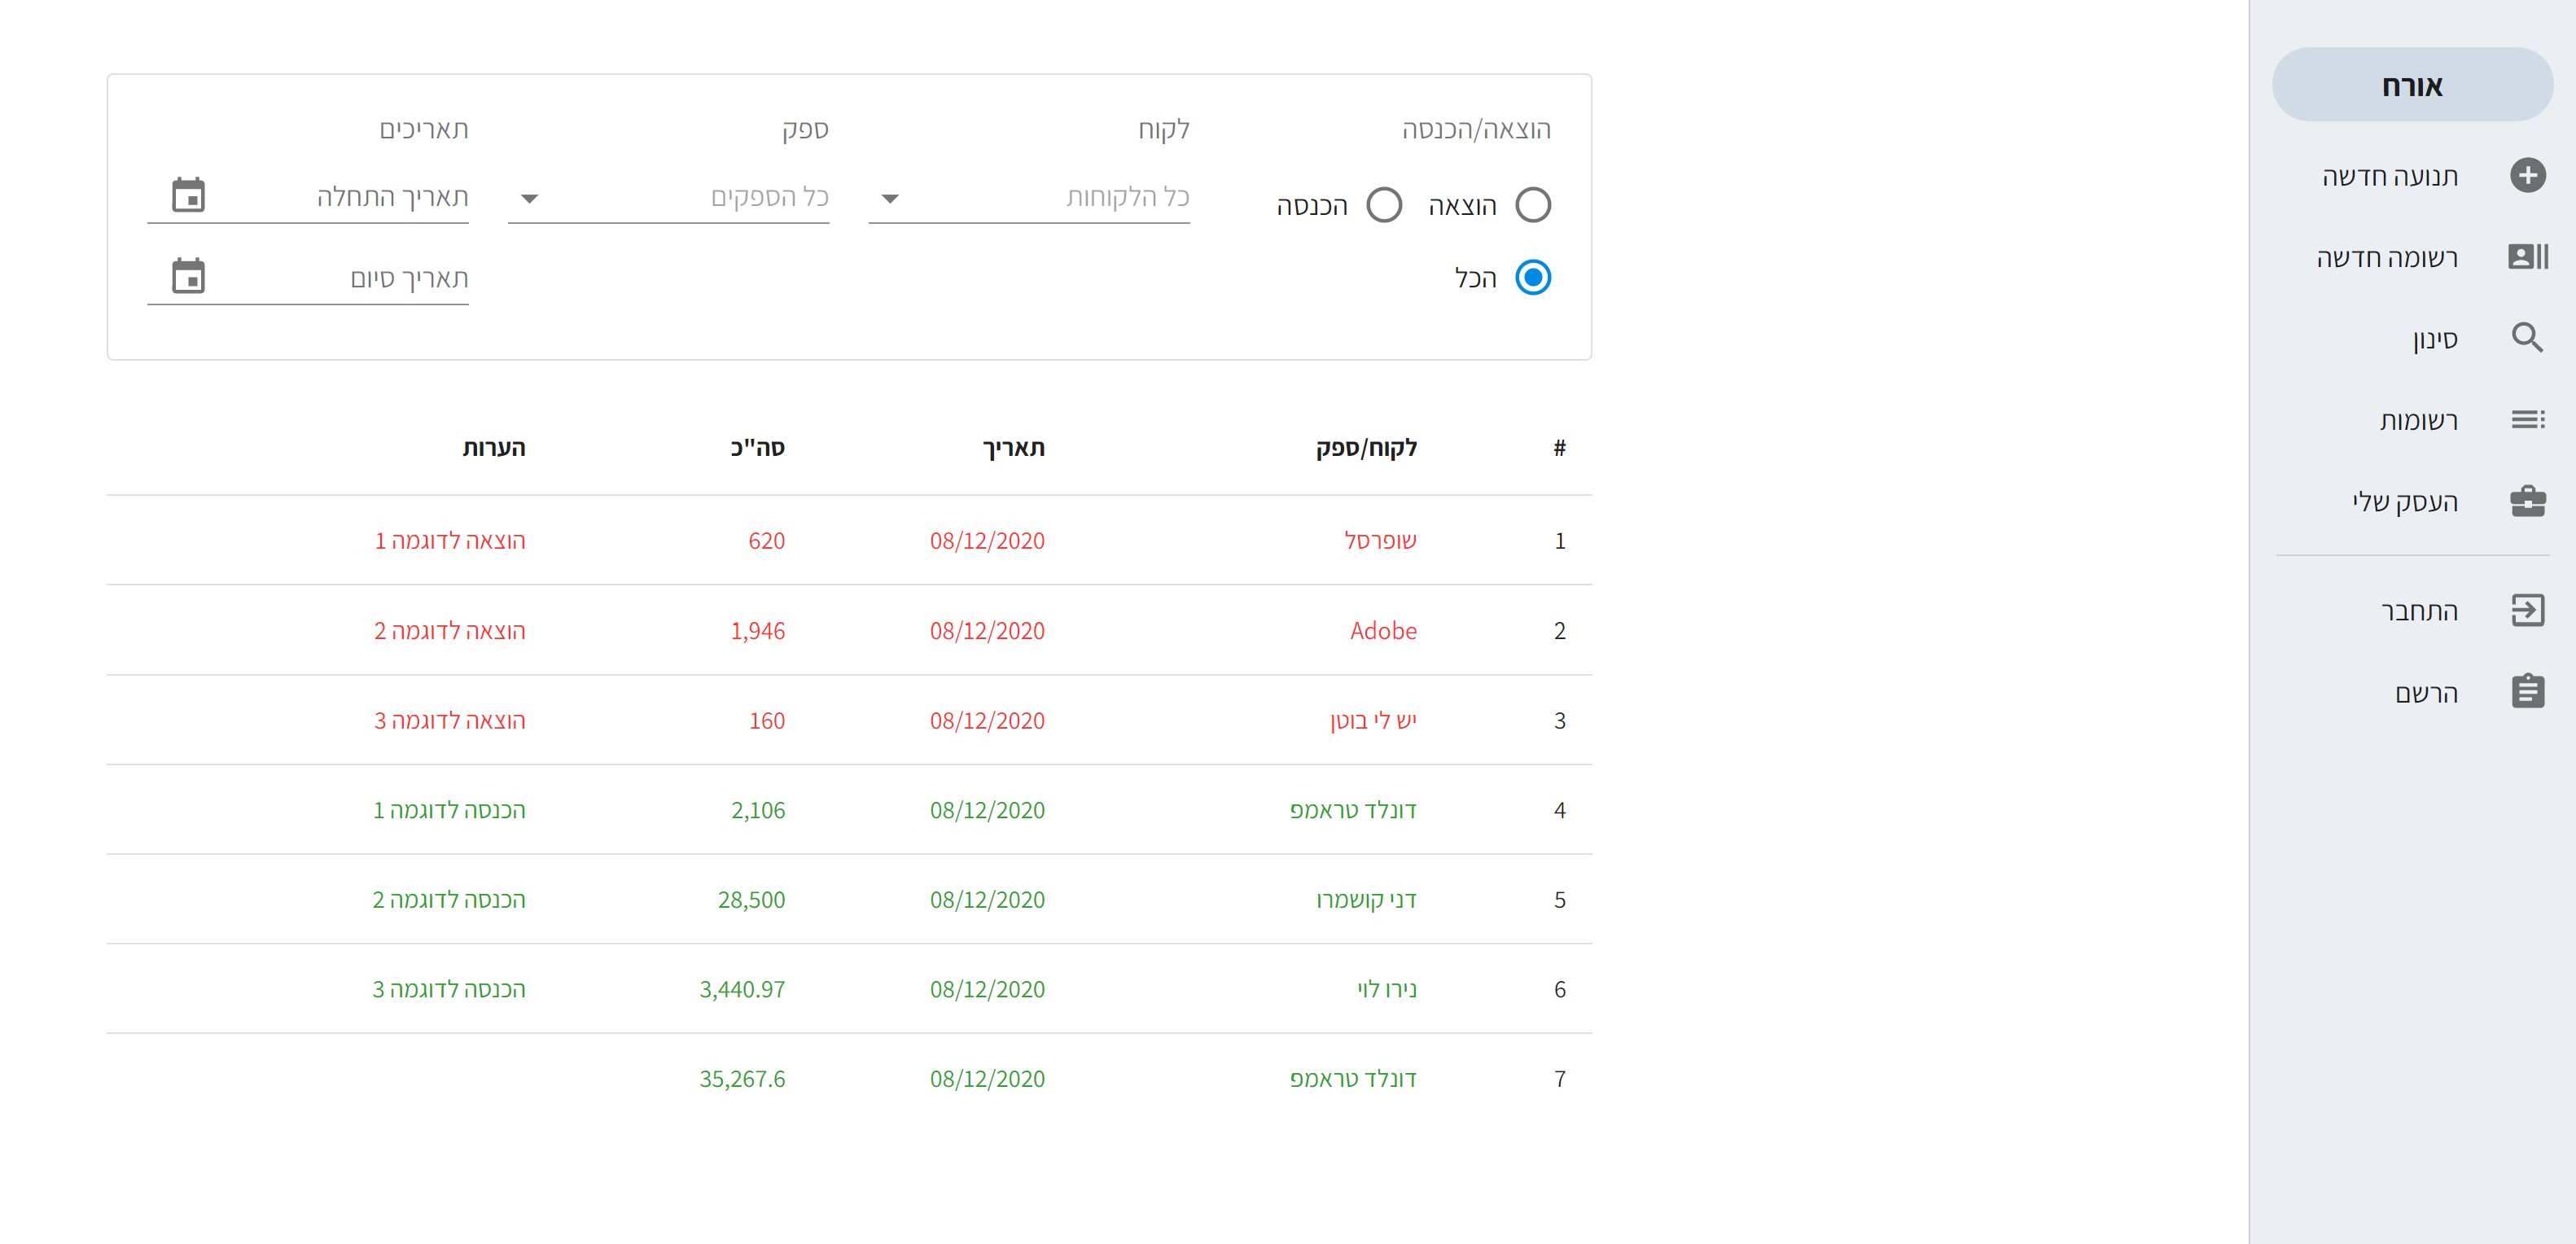 אורח
תנועה חדשה
רשומה חדשה
סינון
רשומות
העסק שלי
התחבר
הרשם
הוצאה/הכנסה לקוח ספק תאריכים
הוצאה הכנסה כל הלקוחות כל הספקים תאריך התחלה
הכל תאריך סיום
# לקוח/ספק תאריך סה"כ הערות
1 שופרסל 08/12/2020 620 הוצאה לדוגמה 1
2 Adobe 08/12/2020 1,946 הוצאה לדוגמה 2
3 יש לי בוטן 08/12/2020 160 הוצאה לדוגמה 3
4 דונלד טראמפ 08/12/2020 2,106 הכנסה לדוגמה 1
5 דני קושמרו 08/12/2020 28,500 הכנסה לדוגמה 2
6 נירו לוי 08/12/2020 3,440.97 הכנסה לדוגמה 3
7 דונלד טראמפ 08/12/2020 35,267.6